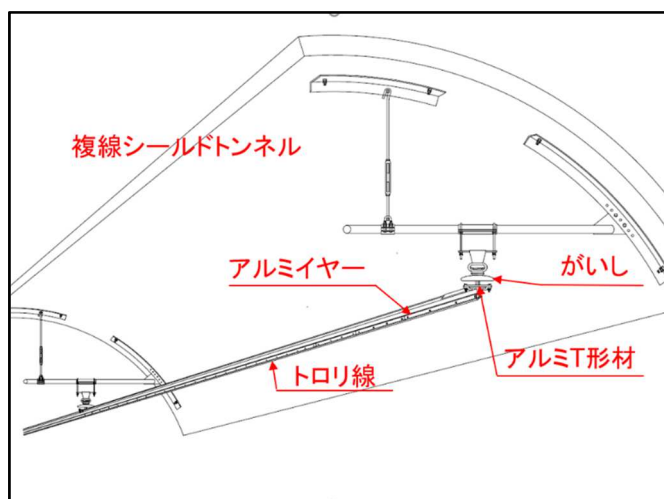 複線シールドトンネル
アルミイヤー
がいし
アルミT形材
トロリ線